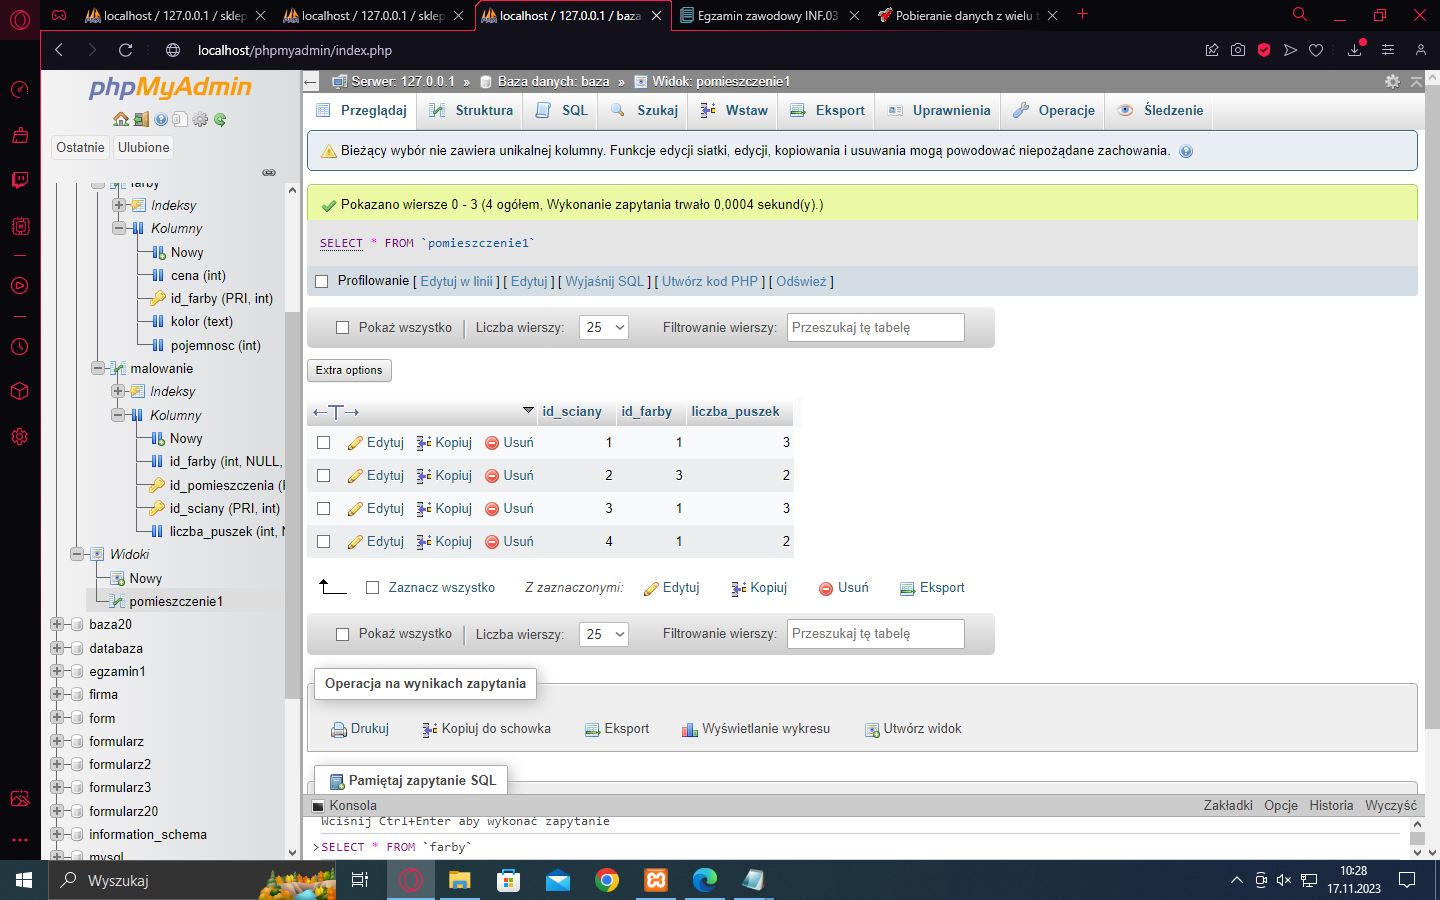 localhost / 127.0.0.1 / sklep
localhost / 127.0.0.1 / sklep
localhost / 127.0.0.1 / baza
Egzamin zawodowy INF.03
Pobieranie danych z wielu t
localhost/phpmyadmin/index.php
phpMyAdmin
Ostatnie
Ulubione
farby
Indeksy
Kolumny
Nowy
cena (int)
id_farby (PRI, int)
kolor (text)
pojemnosc (int)
malowanie
Indeksy
Kolumny
Nowy
id_farby (int, NULL,
id_pomieszczenia (
id_sciany (PRI, int)
liczba_puszek (int,
Widoki
Nowy
pomieszczenie1
baza20
databaza
egzamin1
firma
form
formularz
formularz2
formularz3
formularz20
information_schema
mysql
Serwer: 127.0.0.1 » Baza danych: baza » Widok: pomieszczenie1
Przeglądaj
Struktura
SQL
Szukaj
Wstaw
Eksport
Uprawnienia
Operacje
Śledzenie
Bieżący wybór nie zawiera unikalnej kolumny. Funkcje edycji siatki, edycji, kopiowania i usuwania mogą powodować niepożądane zachowania.
Pokazano wiersze 0 - 3 (4 ogółem, Wykonanie zapytania trwało 0,0004 sekund(y).)
SELECT * FROM `pomieszczenie1`
Profilowanie [ Edytuj w linii ] [ Edytuj ] [ Wyjaśnij SQL ] [ Utwórz kod PHP ] [ Odśwież ]
Pokaż wszystko | Liczba wierszy: 25 Filtrowanie wierszy: Przeszukaj tę tabelę
Extra options
←T→ id_sciany id_farby liczba_puszek
Edytuj Kopiuj Usuń 1 1 3
Edytuj Kopiuj Usuń 2 3 2
Edytuj Kopiuj Usuń 3 1 3
Edytuj Kopiuj Usuń 4 1 2
Zaznacz wszystko Z zaznaczonymi: Edytuj Kopiuj Usuń Eksport
Pokaż wszystko | Liczba wierszy: 25 Filtrowanie wierszy: Przeszukaj tę tabelę
Operacja na wynikach zapytania
Drukuj Kopiuj do schowka Eksport Wyświetlanie wykresu Utwórz widok
Pamiętaj zapytanie SQL
Konsola
Zakładki Opcje Historia Wyczyść
Wciśnij Ctrl+Enter aby wykonać zapytanie
>SELECT * FROM `farby`
Wyszukaj
10:28
17.11.2023